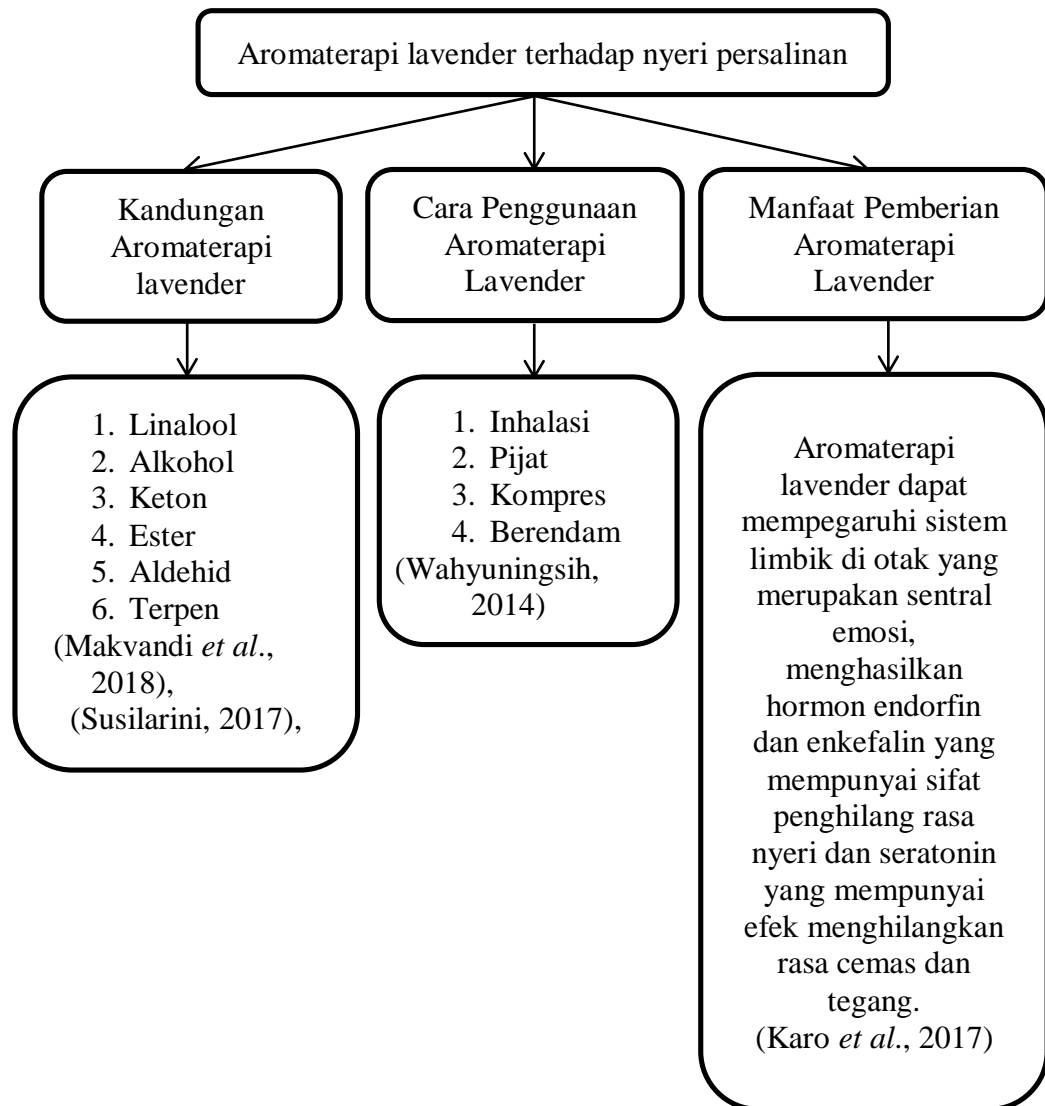 Aromaterapi lavender terhadap nyeri persalinan
Kandungan
Aromaterapi
lavender
Cara Penggunaan
Aromaterapi
Lavender
Manfaat Pemberian
Aromaterapi
Lavender
1. Linalool
2. Alkohol
3. Keton
4. Ester
5. Aldehid
6. Terpen
(Makvandi et al.,
2018),
(Susilarini, 2017),
1. Inhalasi
2. Pijat
3. Kompres
4. Berendam
(Wahyuningsih,
2014)
Aromaterapi
lavender dapat
mempegaruhi sistem
limbik di otak yang
merupakan sentral
emosi,
menghasilkan
hormon endorfin
dan enkefalin yang
mempunyai sifat
penghilang rasa
nyeri dan seratonin
yang mempunyai
efek menghilangkan
rasa cemas dan
tegang.
(Karo et al., 2017)